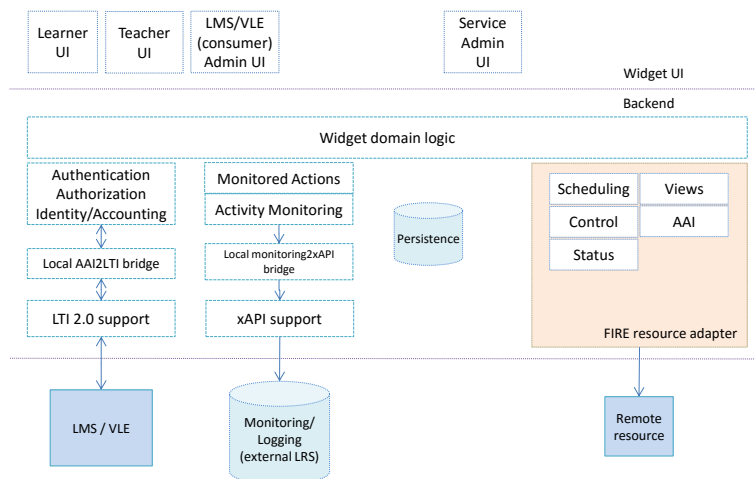 Learner
UI
Teacher
UI
LMS/VLE
(consumer)
Admin UI
Service
Admin
UI
Widget UI
Backend
Widget domain logic
Authentication
Authorization
Identity/Accounting
Monitored Actions
Activity Monitoring
Persistence
Scheduling
Views
Control
AAI
Status
Local AAI2LTI bridge
Local monitoring2xAPI
bridge
LTI 2.0 support
xAPI support
FIRE resource adapter
LMS / VLE
Monitoring/
Logging
(external LRS)
Remote
resource